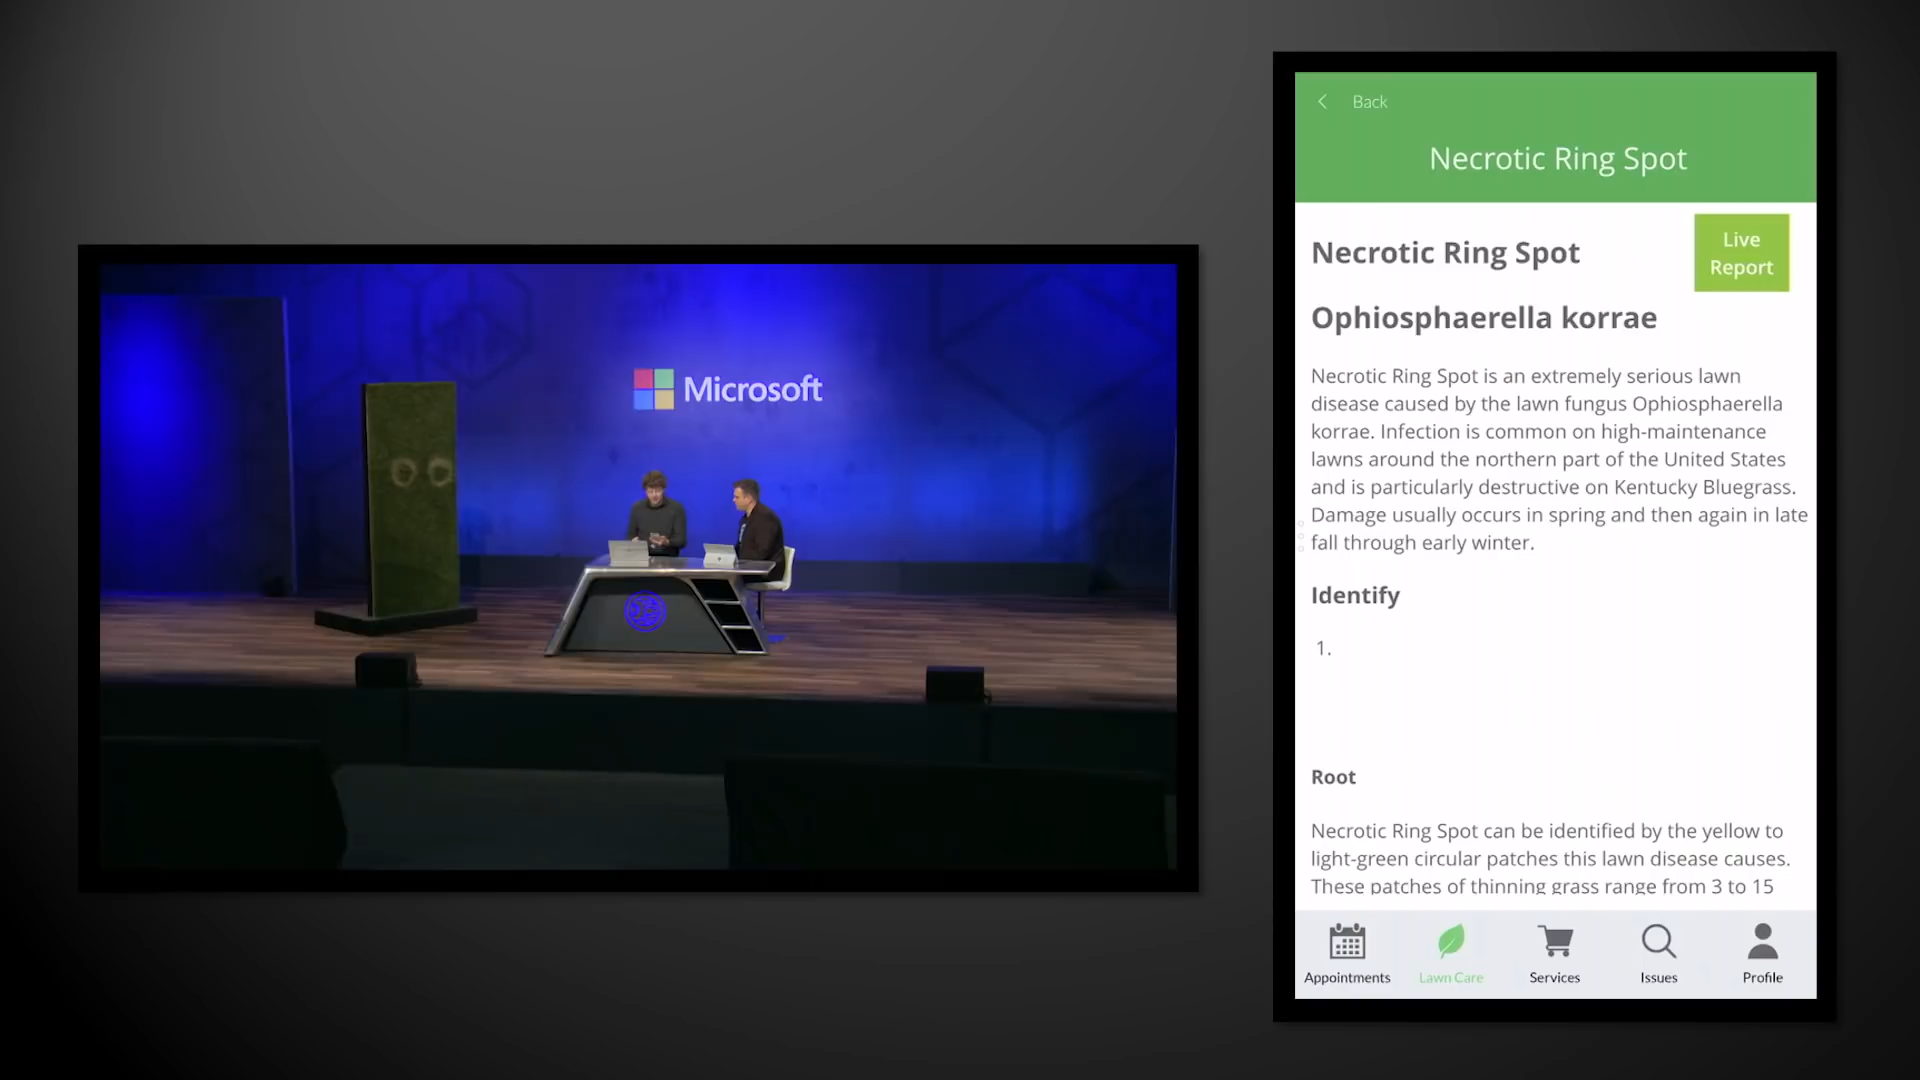 Microsoft
Back
Necrotic Ring Spot
Necrotic Ring Spot
Live
Report
Ophiosphaerella korrae
Necrotic Ring Spot is an extremely serious lawn
disease caused by the lawn fungus Ophiosphaerella
korrae. Infection is common on high-maintenance
lawns around the northern part of the United States
and is particularly destructive on Kentucky Bluegrass.
Damage usually occurs in spring and then again in late
fall through early winter.
Identify
1.
Root
Necrotic Ring Spot can be identified by the yellow to
light-green circular patches this lawn disease causes.
These patches of thinning grass range from 3 to 15
Appointments
Lawn Care
Services
Issues
Profile